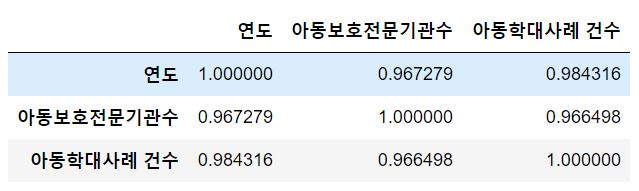 연도 아동보호전문기관수 아동학대사례 건수
연도 1.000000 0.967279 0.984316
아동보호전문기관수 0.967279 1.000000 0.966498
아동학대사례 건수 0.984316 0.966498 1.000000